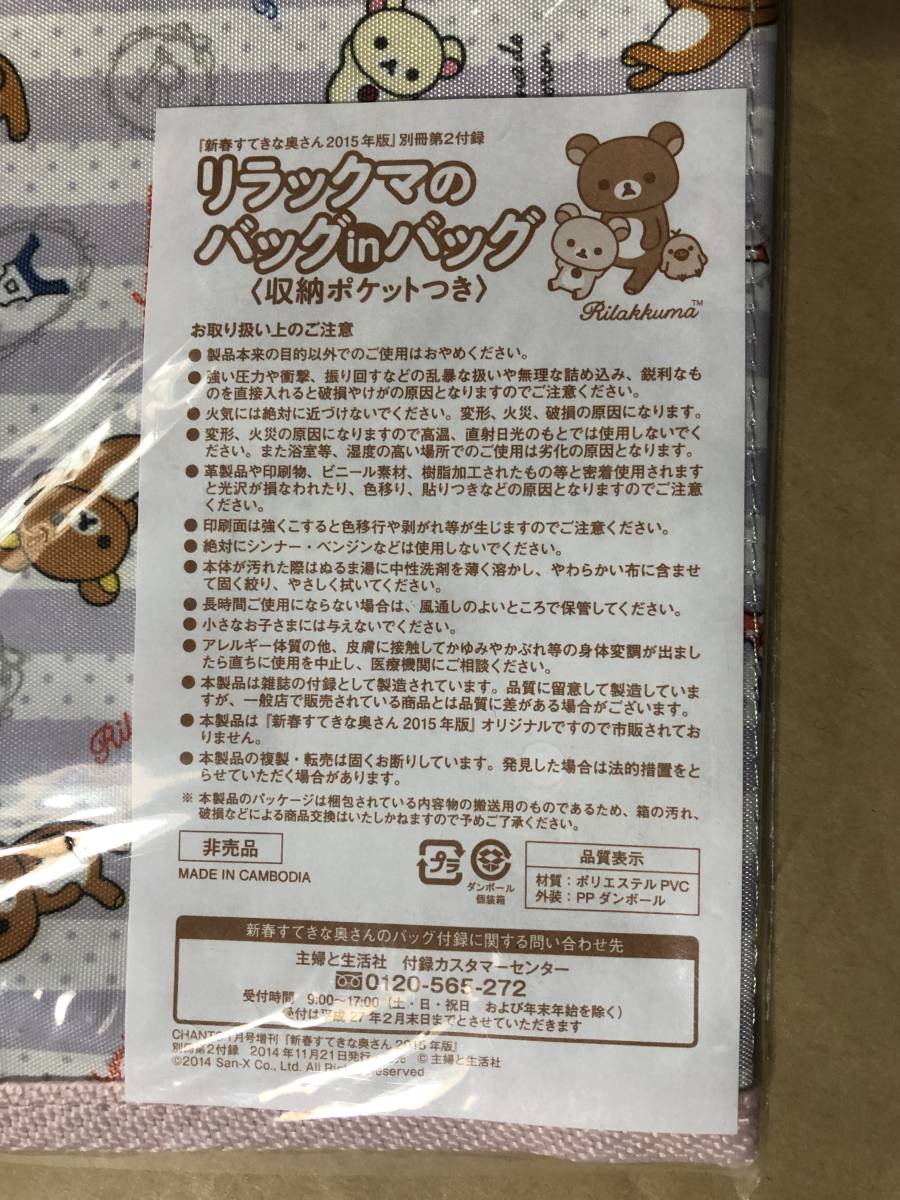 『新春すてきな奥さん2015年版』別冊第2付録
リラックマの
バッグinバッグ
〈収納ポケットつき〉
Rilakkuma™
お取り扱い上のご注意
● 製品本来の目的以外でのご使用はおやめください。
● 強い圧力や衝撃、振り回すなどの乱暴な扱いや無理な詰め込み、鋭利なも
のを直接入れると破損やけがの原因となりますのでご注意ください。
● 火気には絶対に近づけないでください。変形、火災、破損の原因になります。
● 変形、火災の原因になりますので高温、直射日光のもとでは使用しないでく
ださい。また浴室等、湿度の高い場所でのご使用は劣化の原因となります。
● 革製品や印刷物、ビニール素材、樹脂加工されたもの等と密着使用されます
と光沢が損なわれたり、色移り、貼りつきなどの原因となりますのでご注意
ください。
● 印刷面は強くこすると色移行や剥がれ等が生じますのでご注意ください。
● 絶対にシンナー・ベンジンなどは使用しないでください。
● 本体が汚れた際はぬるま湯に中性洗剤を薄く溶かし、やわらかい布に含ませ
て固く絞り、やさしく拭いてください。
● 長時間ご使用にならない場合は、風通しのよいところで保管してください。
● 小さなお子さまには与えないでください。
● アレルギー体質の他、皮膚に接触してかゆみやかぶれ等の身体変調が出まし
たら直ちに使用を中止し、医療機関にご相談ください。
● 本製品は雑誌の付録として製造されています。品質に留意して製造していま
すが、一般店で販売されている商品とは品質に差がある場合がございます。
● 本製品は『新春すてきな奥さん2015年版』オリジナルですので市販されてお
りません。
● 本製品の複製・転売は固くお断りしています。発見した場合は法的措置をと
らせていただく場合があります。
※ 本製品のパッケージは梱包されている内容物の搬送用のものであるため、箱の汚れ、
破損などによる商品交換はいたしかねますので予めご了承ください。
非売品
MADE IN CAMBODIA
プラ
ダンボール
個装箱
品質表示
材質：ポリエステル PVC
外装：PP ダンボール
新春すてきな奥さんのバッグ付録に関する問い合わせ先
主婦と生活社 付録カスタマーセンター
0120-565-272
受付時間 9:00〜17:00（土・日・祝日 および年末年始を除く）
受付は平成27年2月末日までとさせていただきます
CHANTO 1月号増刊『新春すてきな奥さん2015年版』
別冊第2付録 2014年11月21日発行 売 © 主婦と生活社
©2014 San-X Co., Ltd. All Rights Reserved